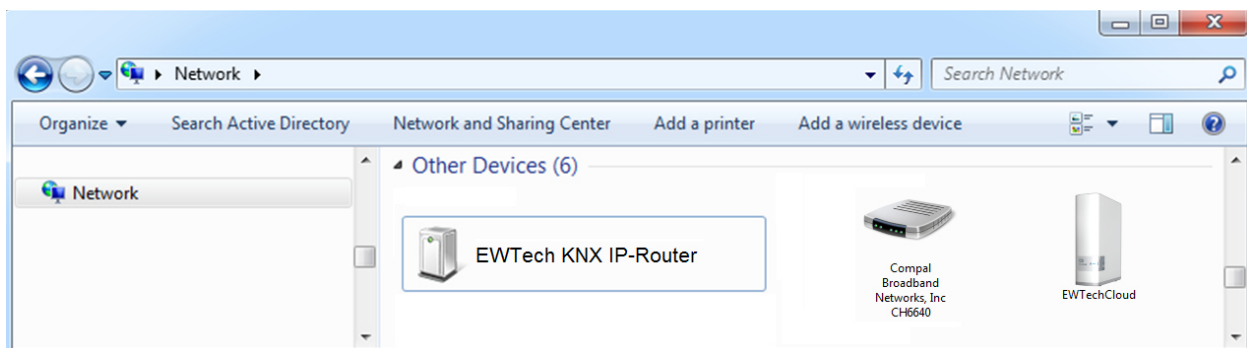 Network
Search Network
Organize Search Active Directory Network and Sharing Center Add a printer Add a wireless device
Network
Other Devices (6)
EWTech KNX IP-Router
Compal
Broadband
Networks, Inc
CH6640
EWTechCloud